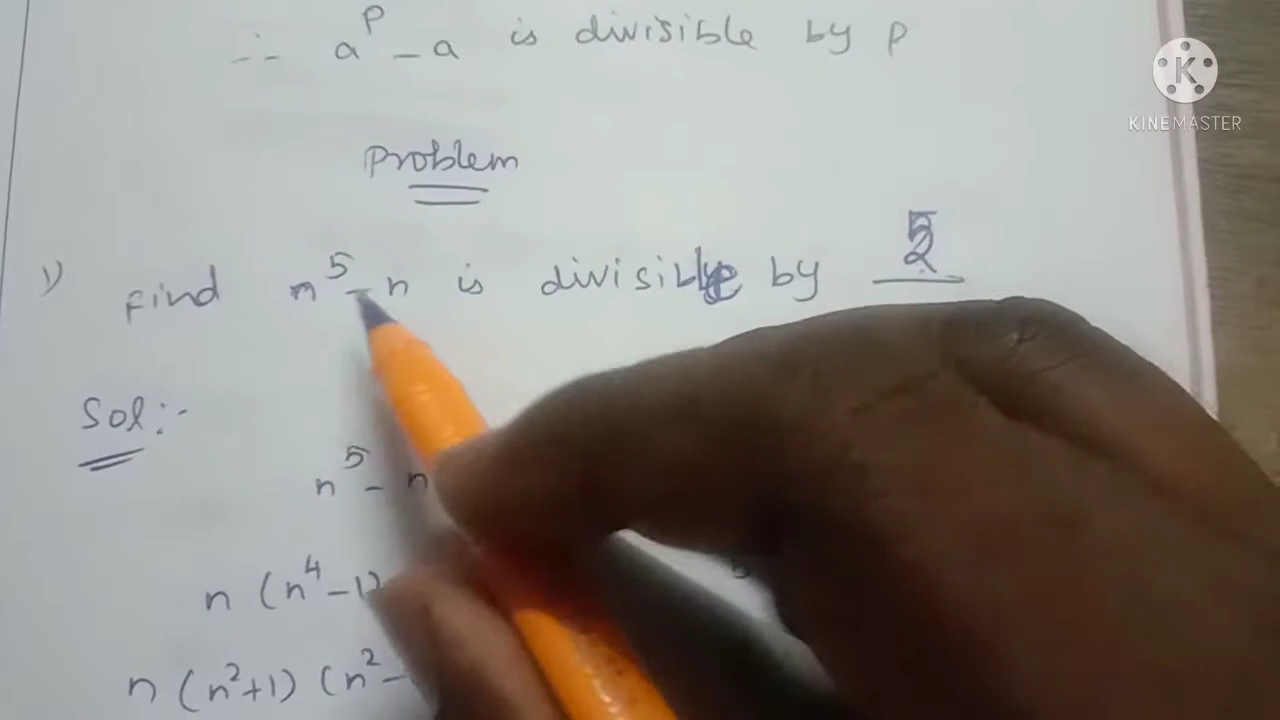 ∴ a^p - a is divisible by p
KINEMASTER
Problem
1) Find n^5 - n is divisible by 5
Sol:-
n^5 - n
n (n^4 - 1)
n (n^2+1) (n^2 -